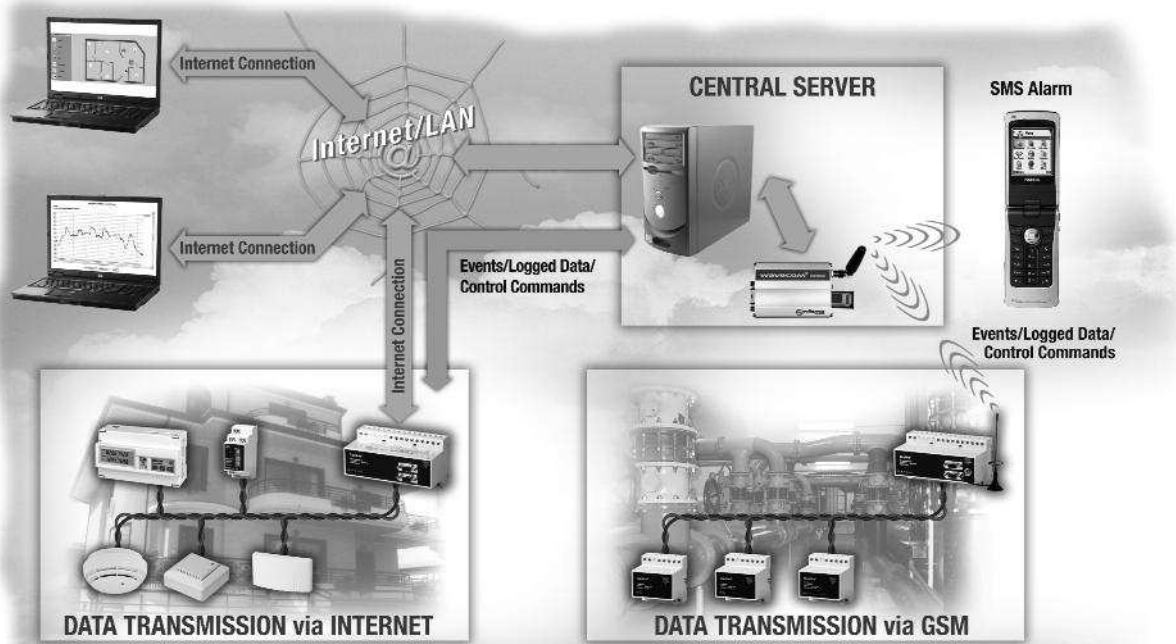 Internet Connection
Internet/LAN
@
CENTRAL SERVER
SMS Alarm
Internet Connection
Events/Logged Data/
Control Commands
Internet Connection
WAVECOM
Events/Logged Data/
Control Commands
DATA TRANSMISSION via INTERNET
DATA TRANSMISSION via GSM